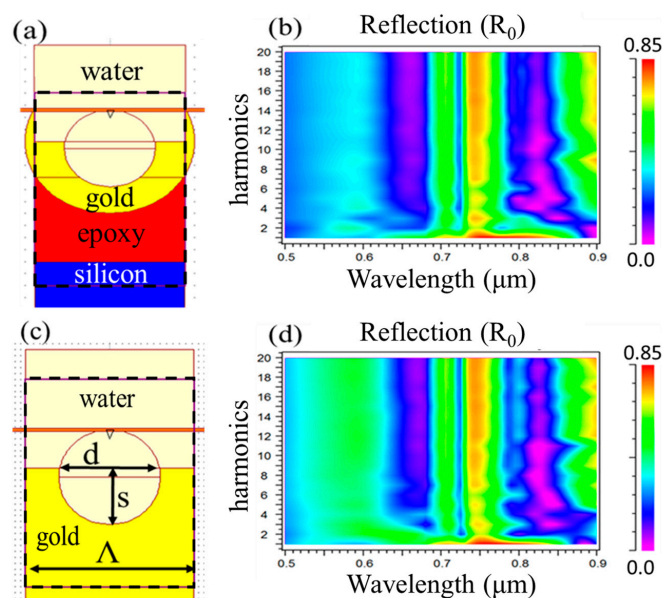 (a)
water
gold
epoxy
silicon
(b)
Reflection (R₀)
0.85
0.0
harmonics
20
18
16
14
12
10
8
6
4
2
0.5 0.6 0.7 0.8 0.9
Wavelength (μm)
(c)
water
d
s
gold
Λ
(d)
Reflection (R₀)
0.85
0.0
harmonics
20
18
16
14
12
10
8
6
4
2
0.5 0.6 0.7 0.8 0.9
Wavelength (μm)